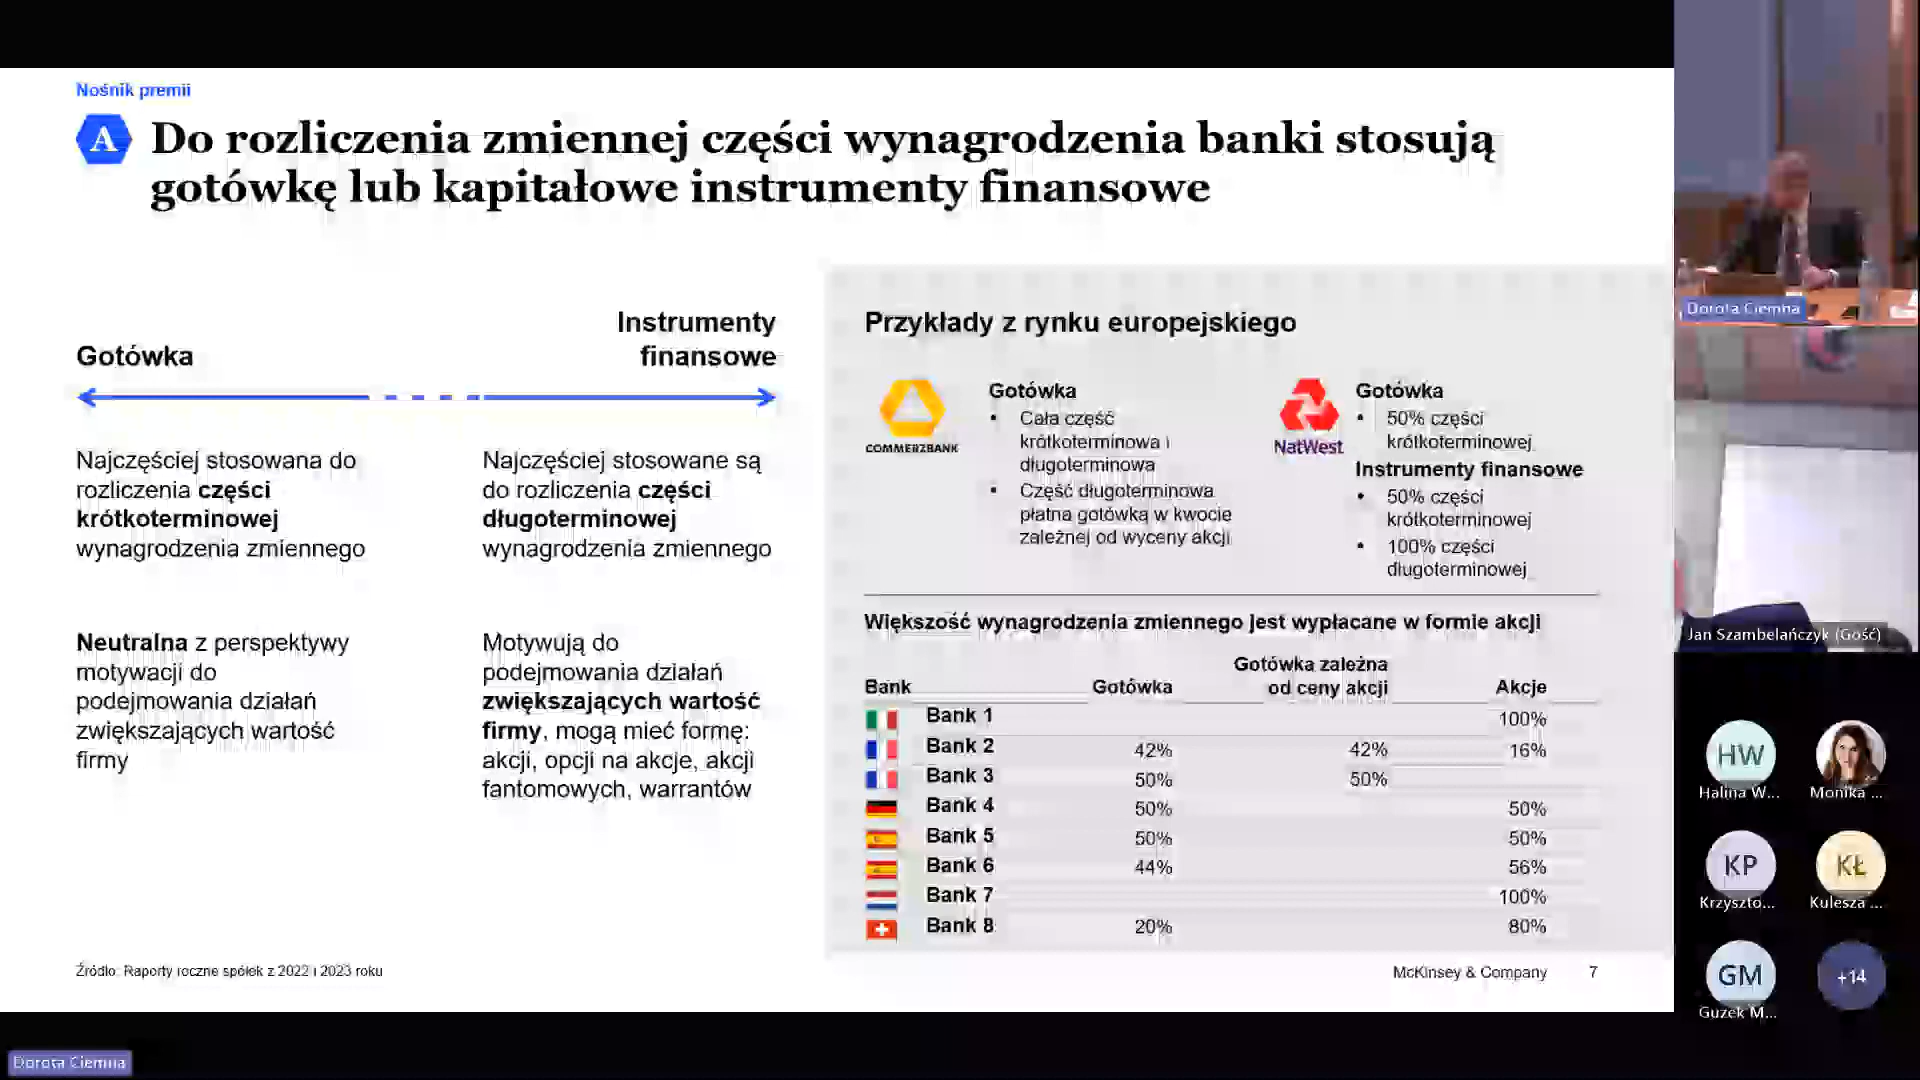 Nośnik premii
A
Do rozliczenia zmiennej części wynagrodzenia banki stosują
gotówkę lub kapitałowe instrumenty finansowe
Gotówka
Instrumenty
finansowe
Najczęściej stosowana do
rozliczenia części
krótkoterminowej
wynagrodzenia zmiennego
Najczęściej stosowane są
do rozliczenia części
długoterminowej
wynagrodzenia zmiennego
Neutralna z perspektywy
motywacji do
podejmowania działań
zwiększających wartość
firmy
Motywują do
podejmowania działań
zwiększających wartość
firmy, mogą mieć formę:
akcji, opcji na akcje, akcji
fantomowych, warrantów
Przykłady z rynku europejskiego
COMMERZBANK
Gotówka
• Cała część
krótkoterminowa i
długoterminowa
• Część długoterminowa
płatna gotówką w kwocie
zależnej od wyceny akcji
NatWest
Gotówka
• 50% części
krótkoterminowej
Instrumenty finansowe
• 50% części
krótkoterminowej
• 100% części
długoterminowej
Większość wynagrodzenia zmiennego jest wypłacane w formie akcji
Bank Gotówka Gotówka zależna od ceny akcji Akcje
Bank 1 100%
Bank 2 42% 42% 16%
Bank 3 50% 50%
Bank 4 50% 50%
Bank 5 50% 50%
Bank 6 44% 56%
Bank 7 100%
Bank 8 20% 80%
Źródło: Raporty roczne spółek z 2022 i 2023 roku
McKinsey & Company 7
Dorota Ciemna
Jan Szambelańczyk (Gość)
HW
Halina W...
Monika ...
KP
Krzyszto...
KŁ
Kulesza ...
GM
Guzek M...
+14
Dorota Ciemna